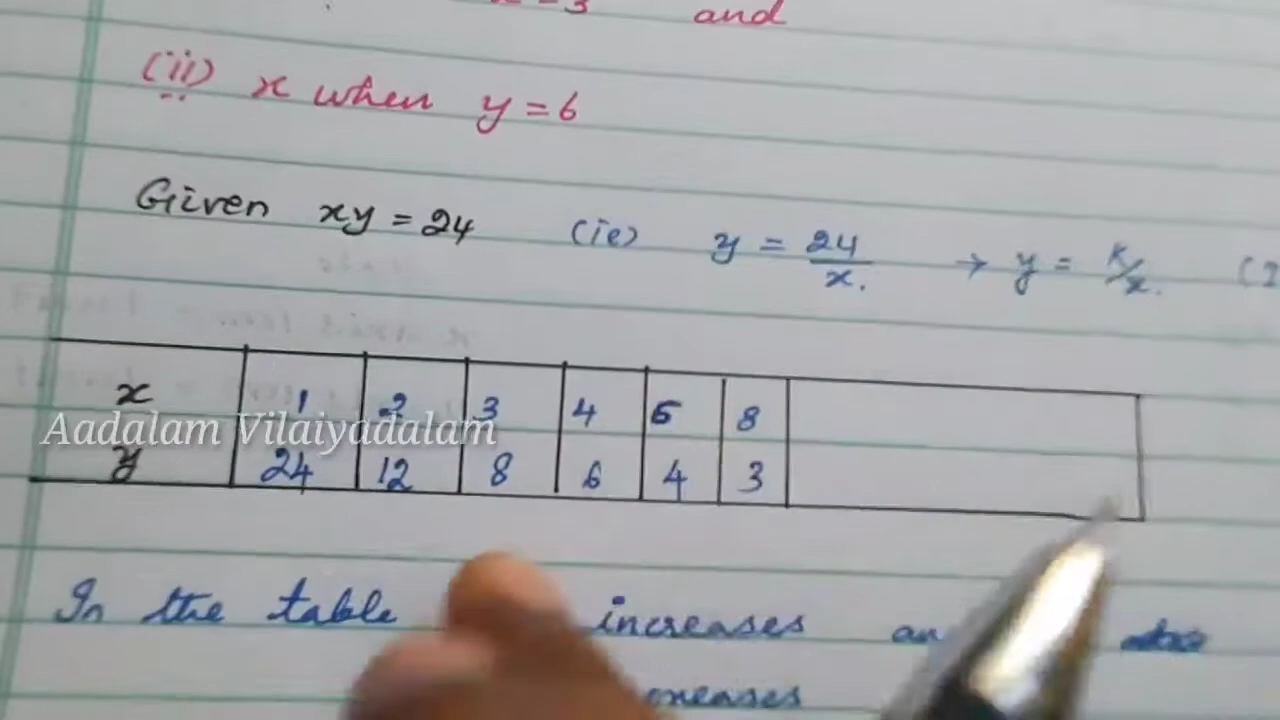 = 3 and
(ii) x when y = 6
Given xy = 24 (ie) y = 24/x. → y = K/x.
x 1 2 3 4 6 8
Aadalam Vilaiyadalam
y 24 12 8 6 4 3
In the table increases